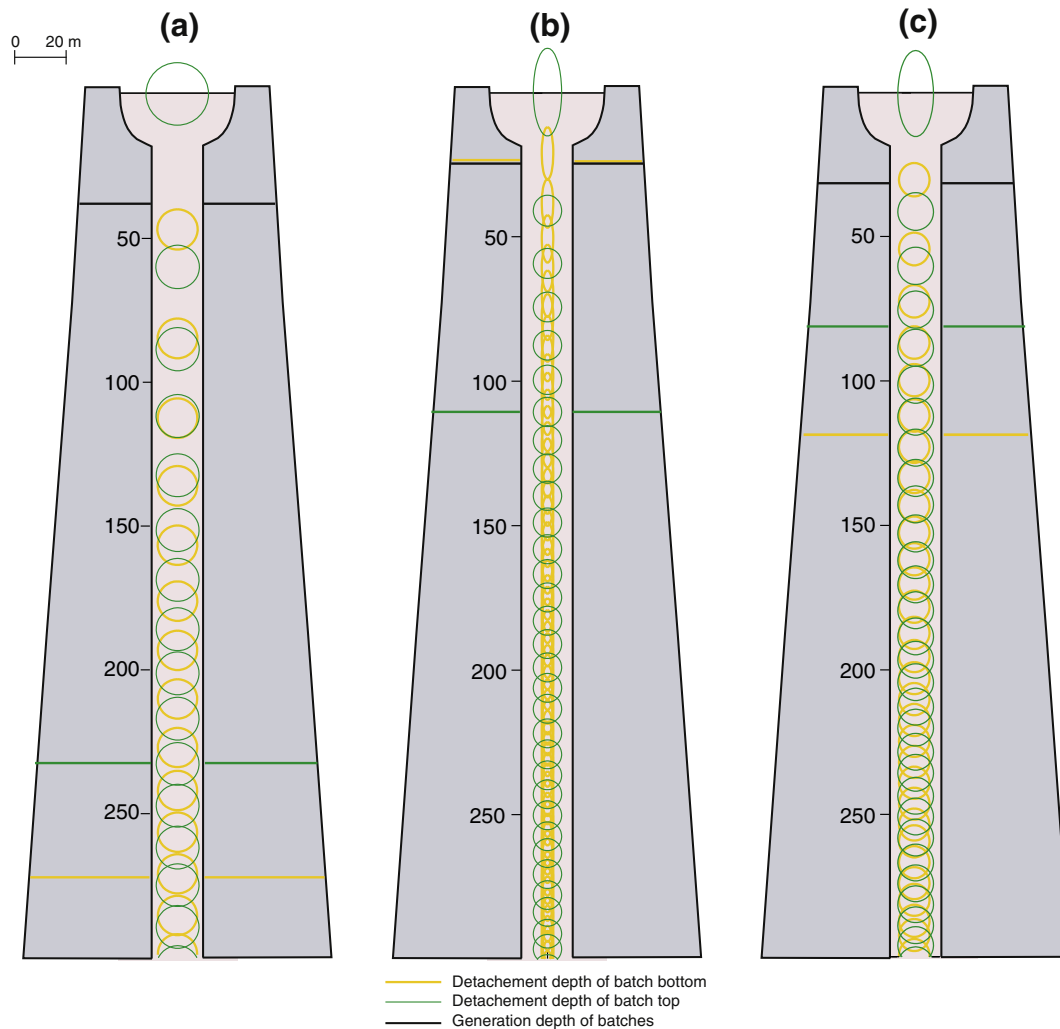 (a)
(b)
(c)
0 20 m
50
100
150
200
250
50
100
150
200
250
50
100
150
200
250
Detachement depth of batch bottom
Detachement depth of batch top
Generation depth of batches